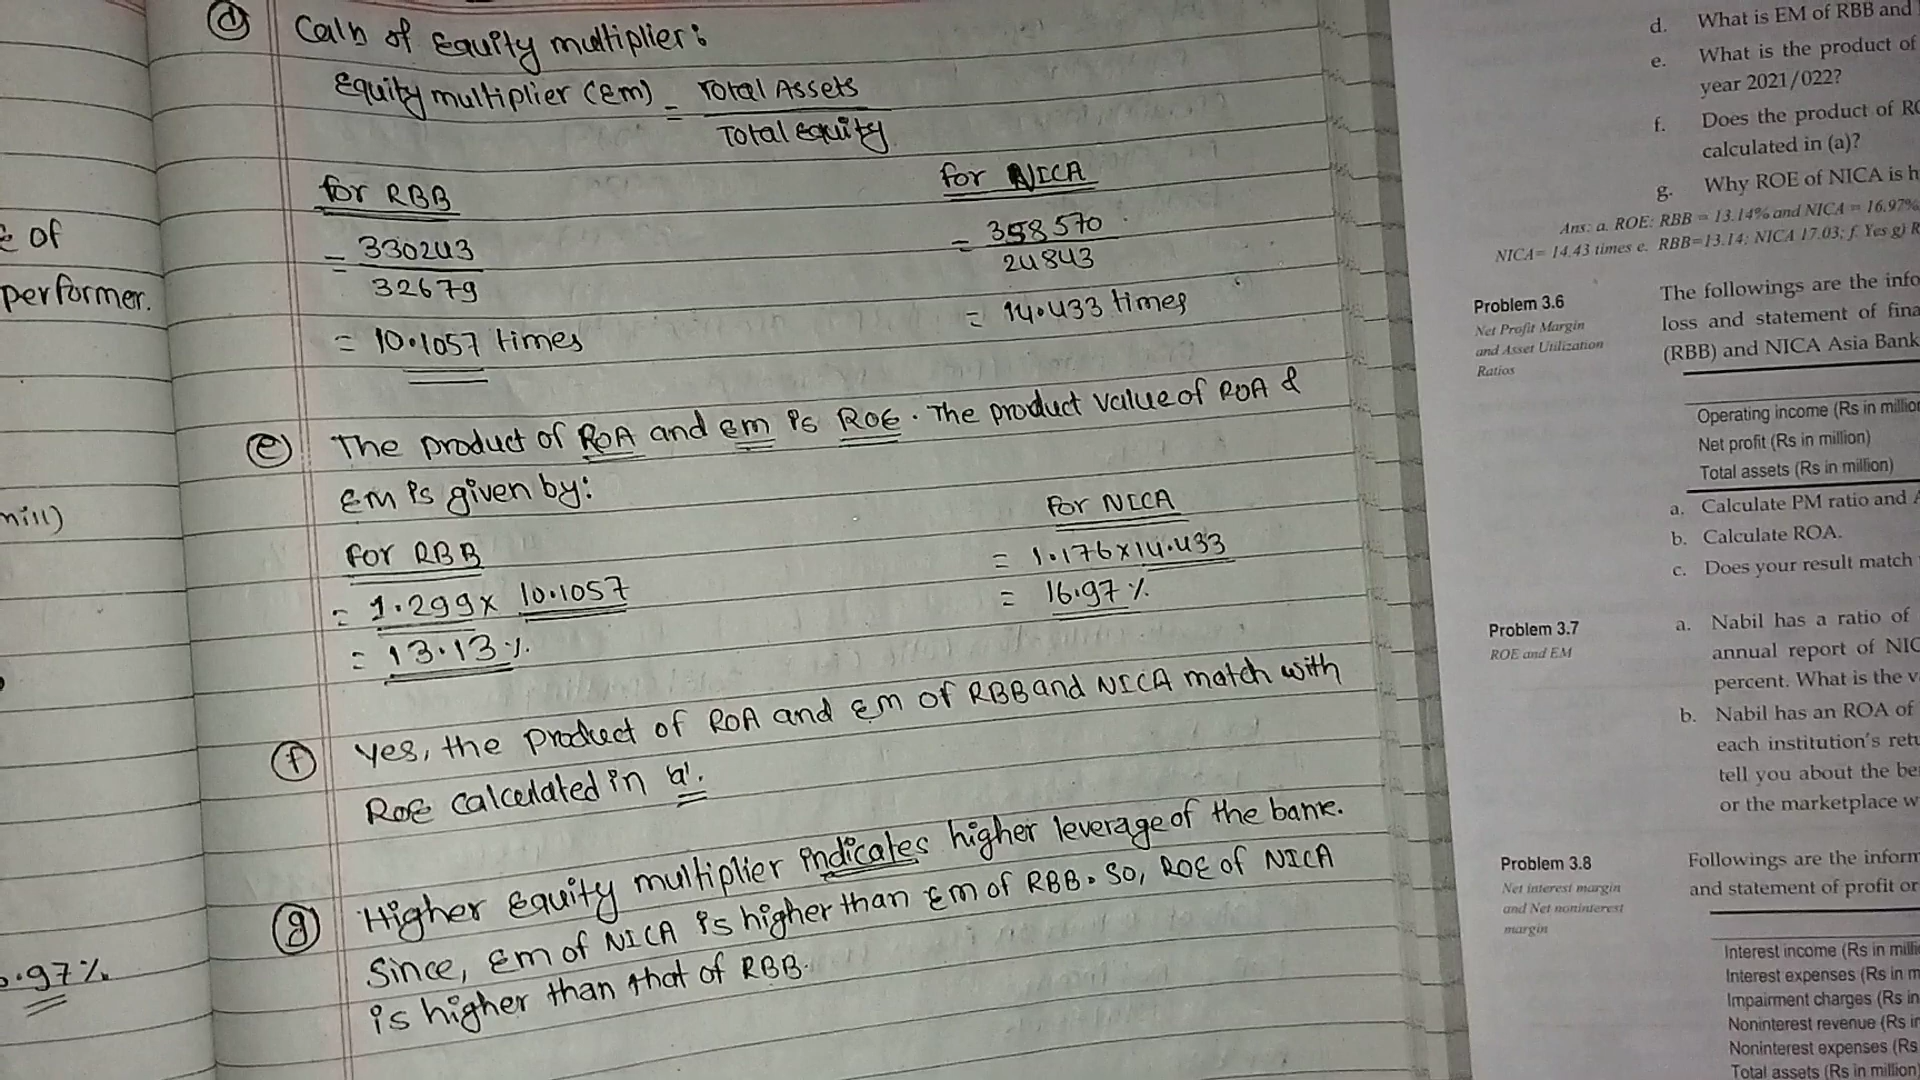 e of
performer.
mill)
.97%
(d) Caln of Equity multiplier:
Equity multiplier (Em) = Total Assets
Total Equity
for RBB
= 330243
32679
= 10.1057 times
for NICA
= 358570
24843
= 14.433 times
(e) The product of ROA and Em is ROE. The product value of ROA &
EM is given by:
For RBB
= 1.299 x 10.1057
= 13.13%.
For NICA
= 1.176 x 14.433
= 16.97%.
(f) Yes, the product of ROA and Em of RBB and NICA match with
ROE calculated in 'a'.
(g) Higher Equity multiplier indicates higher leverage of the bank.
Since, Em of NICA is higher than Em of RBB. So, ROE of NICA
is higher than that of RBB.
d. What is EM of RBB and
e. What is the product of
year 2021/022?
f. Does the product of RO
calculated in (a)?
g. Why ROE of NICA is h
Ans: a. ROE: RBB = 13.14% and NICA = 16.97%
NICA= 14.43 times e. RBB=13.14; NICA 17.03; f. Yes g) R
Problem 3.6
Net Profit Margin
and Asset Utilization
Ratios
The followings are the info
loss and statement of fina
(RBB) and NICA Asia Bank
Operating income (Rs in million
Net profit (Rs in million)
Total assets (Rs in million)
a. Calculate PM ratio and A
b. Calculate ROA.
c. Does your result match
Problem 3.7
ROE and EM
a. Nabil has a ratio of
annual report of NIC
percent. What is the v
b. Nabil has an ROA of
each institution's retu
tell you about the be
or the marketplace w
Problem 3.8
Net interest margin
and Net noninterest
margin
Followings are the inform
and statement of profit or
Interest income (Rs in milli
Interest expenses (Rs in m
Impairment charges (Rs in
Noninterest revenue (Rs in
Noninterest expenses (Rs
Total assets (Rs in million)